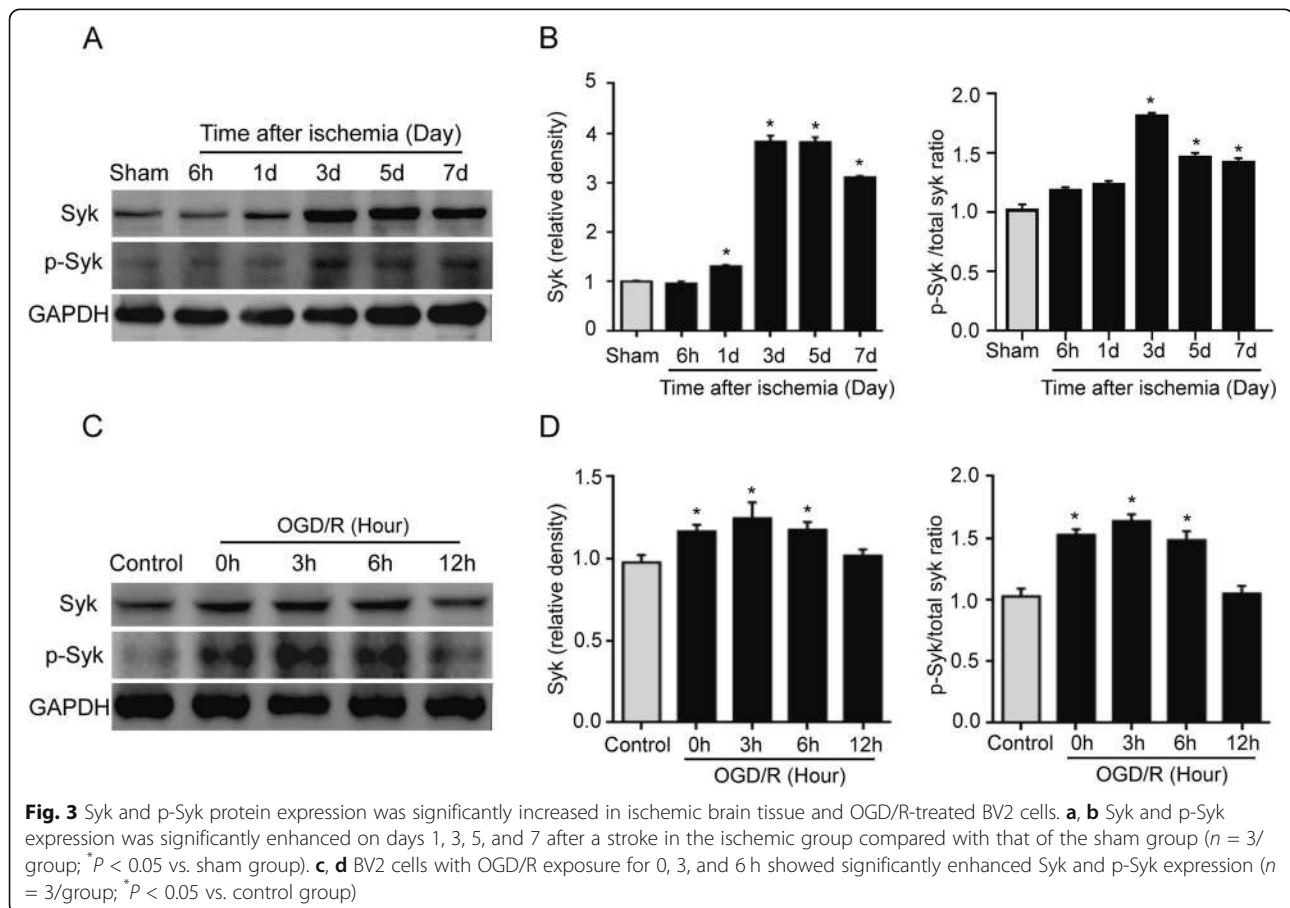 A
Time after ischemia (Day)
Sham 6h 1d 3d 5d 7d
Syk
p-Syk
GAPDH
B
Syk (relative density)
5
4
3
2
1
0
* * * *
Sham 6h 1d 3d 5d 7d
Time after ischemia (Day)
p-Syk /total syk ratio
2.0
1.5
1.0
1.5
0.0
* * *
Sham 6h 1d 3d 5d 7d
Time after ischemia (Day)
C
OGD/R (Hour)
Control 0h 3h 6h 12h
Syk
p-Syk
GAPDH
D
Syk (relative density)
1.5
1.0
0.5
0.0
* * *
Control 0h 3h 6h 12h
OGD/R (Hour)
p-Syk/total syk ratio
2.0
1.5
1.0
1.5
0.0
* * *
Control 0h 3h 6h 12h
OGD/R (Hour)
Fig. 3 Syk and p-Syk protein expression was significantly increased in ischemic brain tissue and OGD/R-treated BV2 cells. a, b Syk and p-Syk
expression was significantly enhanced on days 1, 3, 5, and 7 after a stroke in the ischemic group compared with that of the sham group (n = 3/
group; *P < 0.05 vs. sham group). c, d BV2 cells with OGD/R exposure for 0, 3, and 6 h showed significantly enhanced Syk and p-Syk expression (n
= 3/group; *P < 0.05 vs. control group)